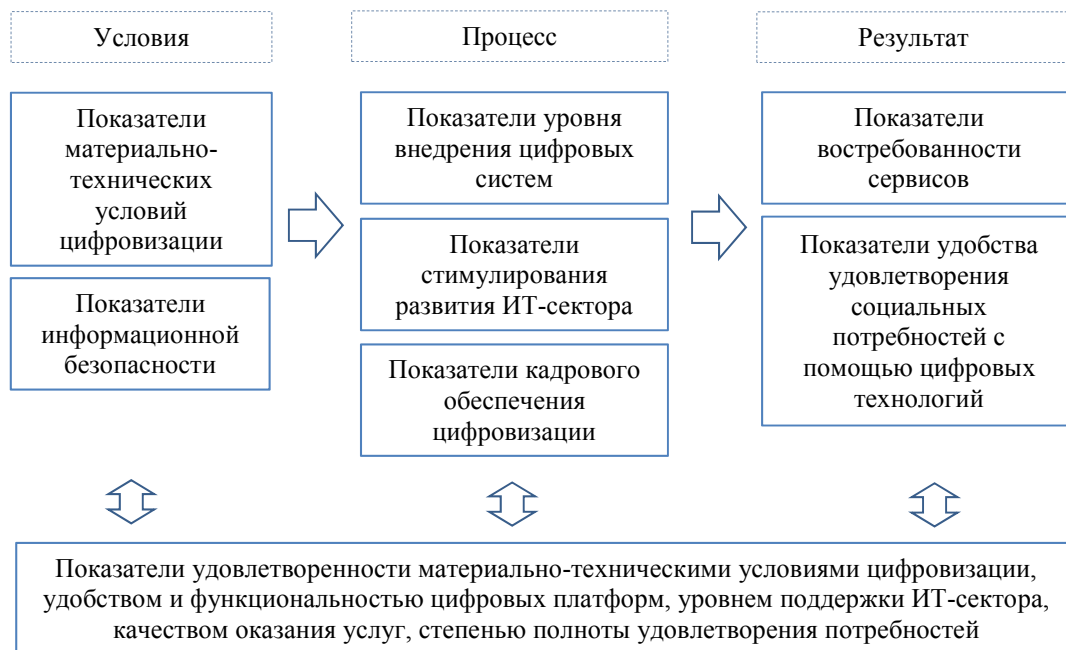 Условия
Процесс
Результат
Показатели
материально-
технических
условий
цифровизации
Показатели
информационной
безопасности
Показатели уровня
внедрения цифровых
систем
Показатели
стимулирования
развития ИТ-сектора
Показатели кадрового
обеспечения
цифровизации
Показатели
востребованности
сервисов
Показатели удобства
удовлетворения
социальных
потребностей с
помощью цифровых
технологий
Показатели удовлетворенности материально-техническими условиями цифровизации,
удобством и функциональностью цифровых платформ, уровнем поддержки ИТ-сектора,
качеством оказания услуг, степенью полноты удовлетворения потребностей